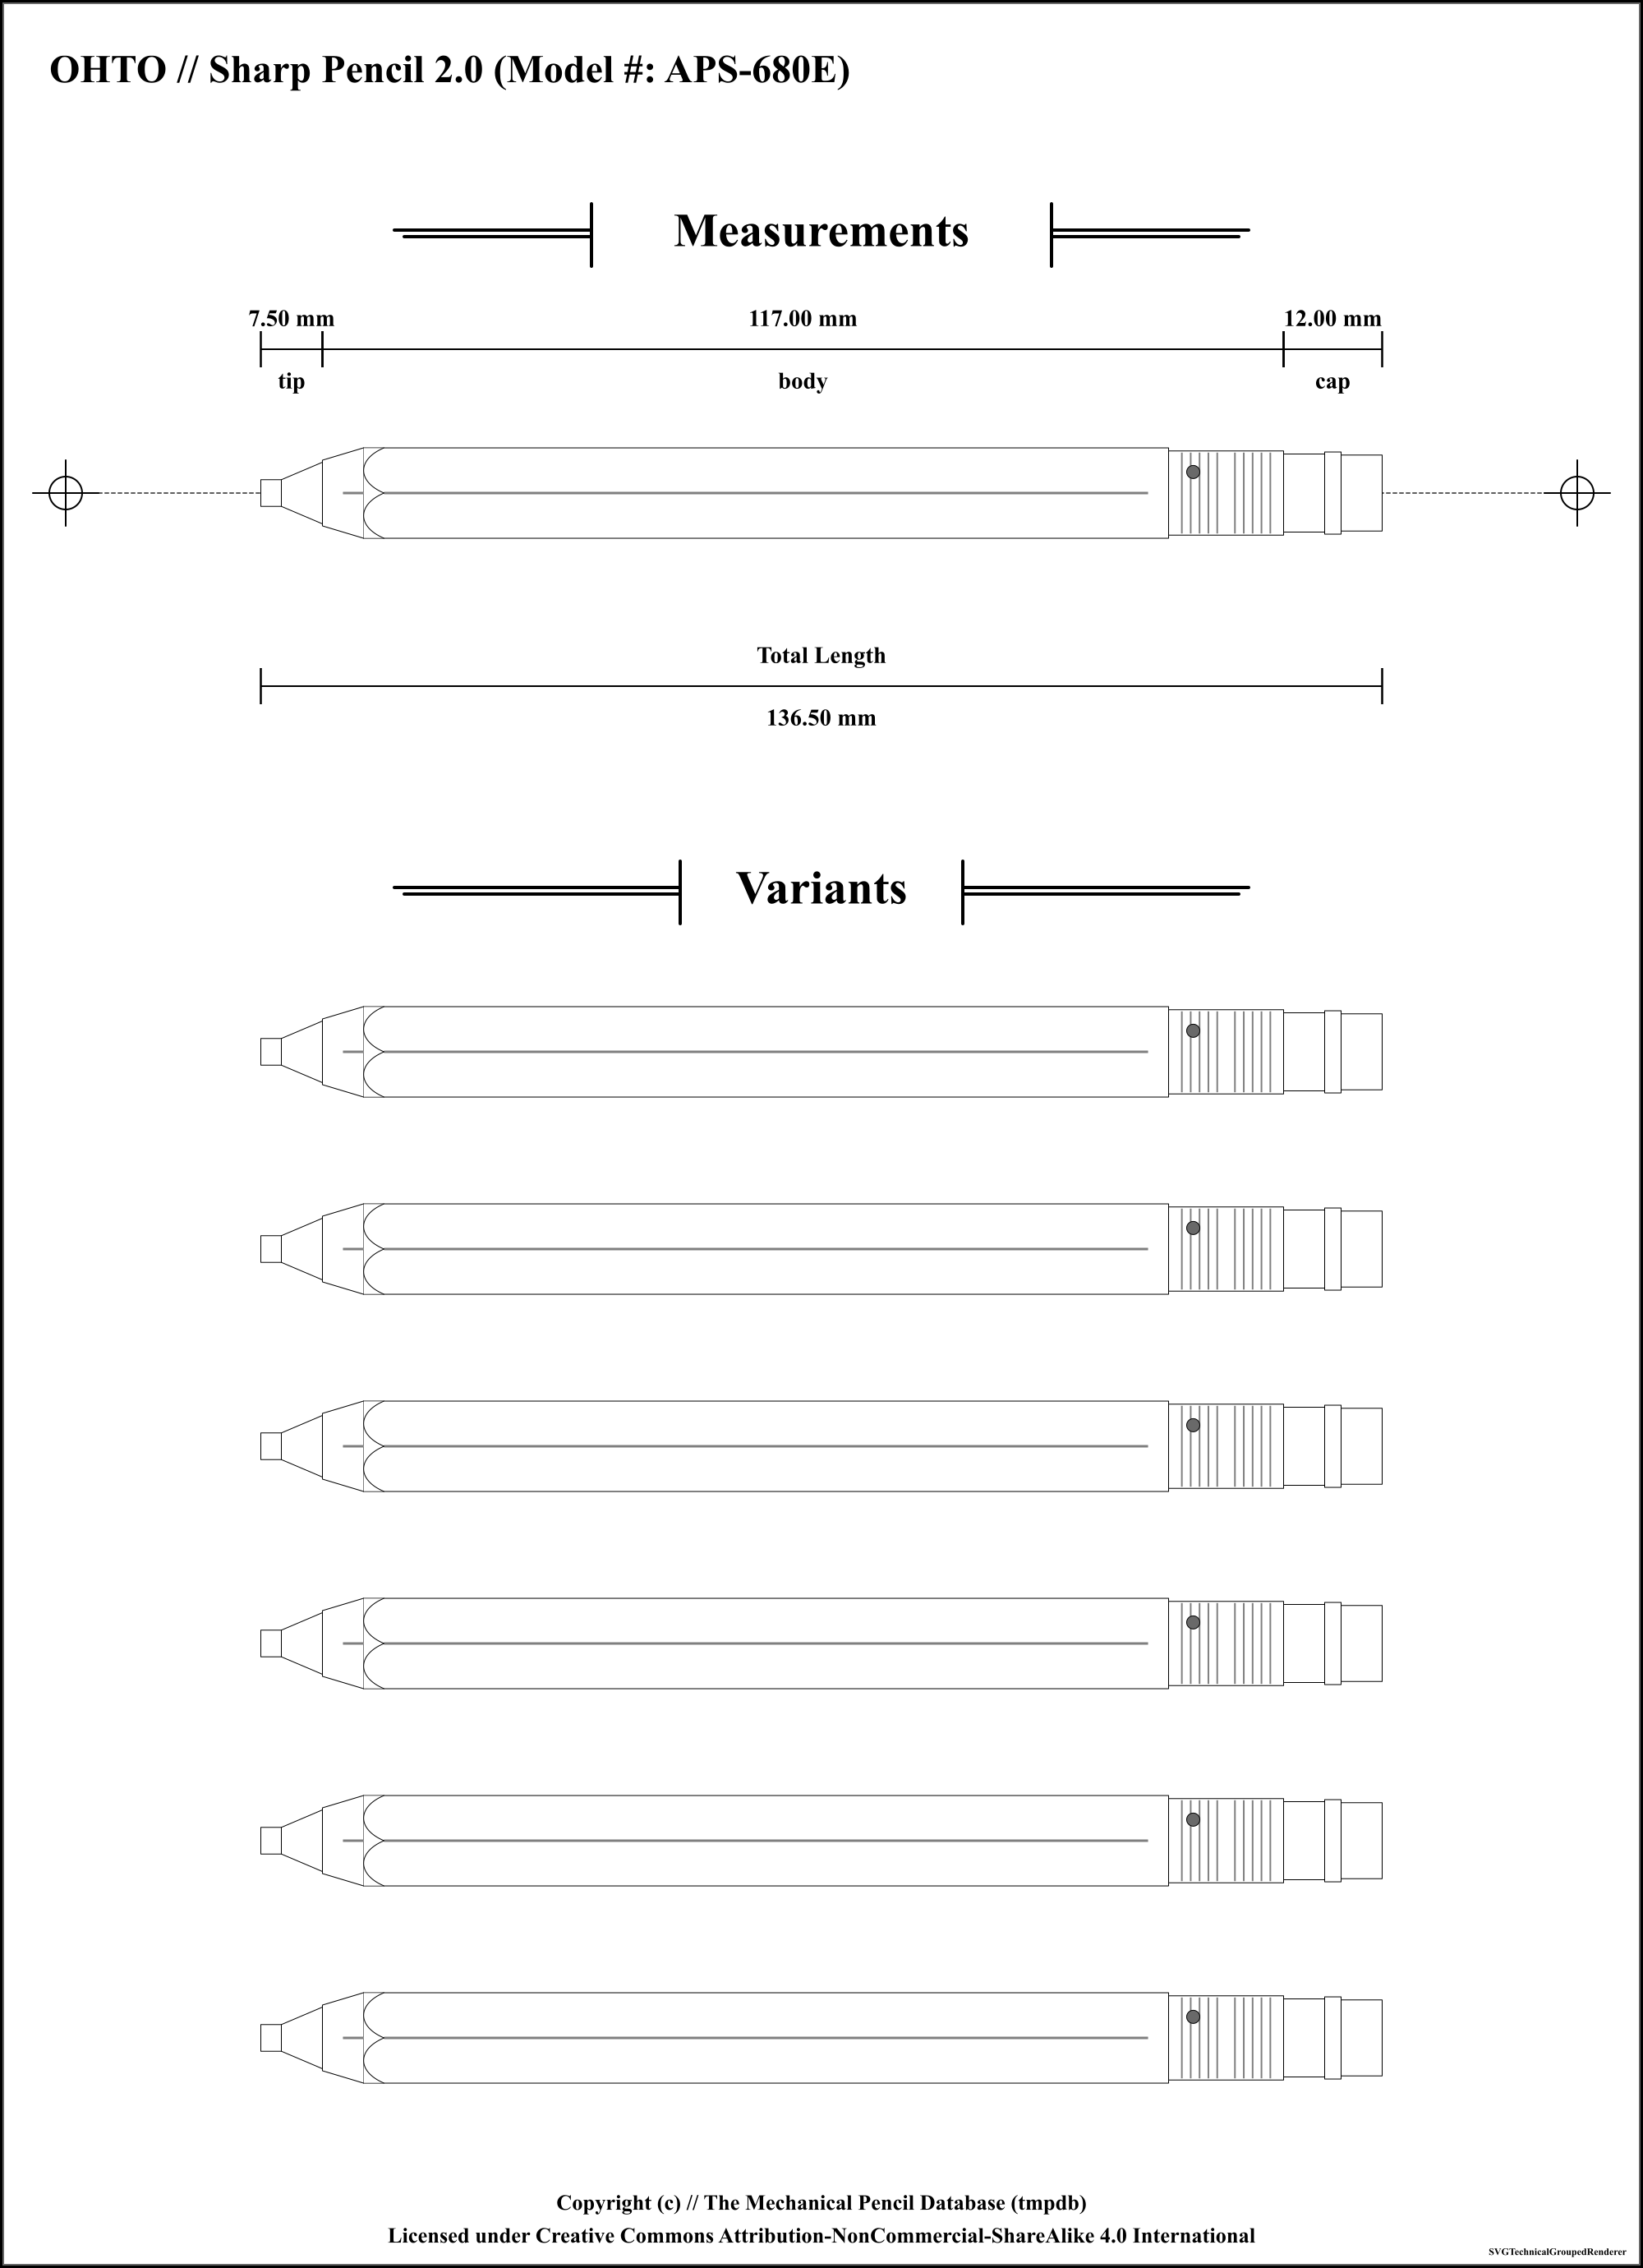 OHTO // Sharp Pencil 2.0 (Model #: APS-680E)
Measurements
7.50 mm 117.00 mm 12.00 mm
tip body cap
Total Length
136.50 mm
Variants
Copyright (c) // The Mechanical Pencil Database (tmpdb)
Licensed under Creative Commons Attribution-NonCommercial-ShareAlike 4.0 International
SVGTechnicalGroupedRenderer